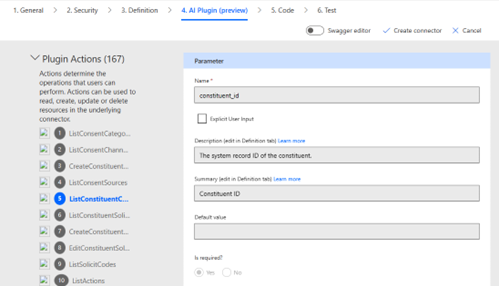 1. General
2. Security
3. Definition
4. AI Plugin (preview)
5. Code
6. Test
Swagger editor
Create connector
Cancel
Plugin Actions (167)
Actions determine the
operations that users can
perform. Actions can be used to
read, create, update or delete
resources in the underlying
connector.
1 ListConsentCatego...
2 ListConsentChann...
3 CreateConstituent...
4 ListConsentSources
5 ListConstituentC...
6 ListConstituentSoli...
7 CreateConstituent...
8 EditConstituentSol...
9 ListSolicitCodes
10 ListActions
Parameter
Name *
constituent_id
Explicit User Input
Description (edit in Definition tab) Learn more
The system record ID of the constituent.
Summary (edit in Definition tab) Learn more
Constituent ID
Default value
Is required?
Yes No